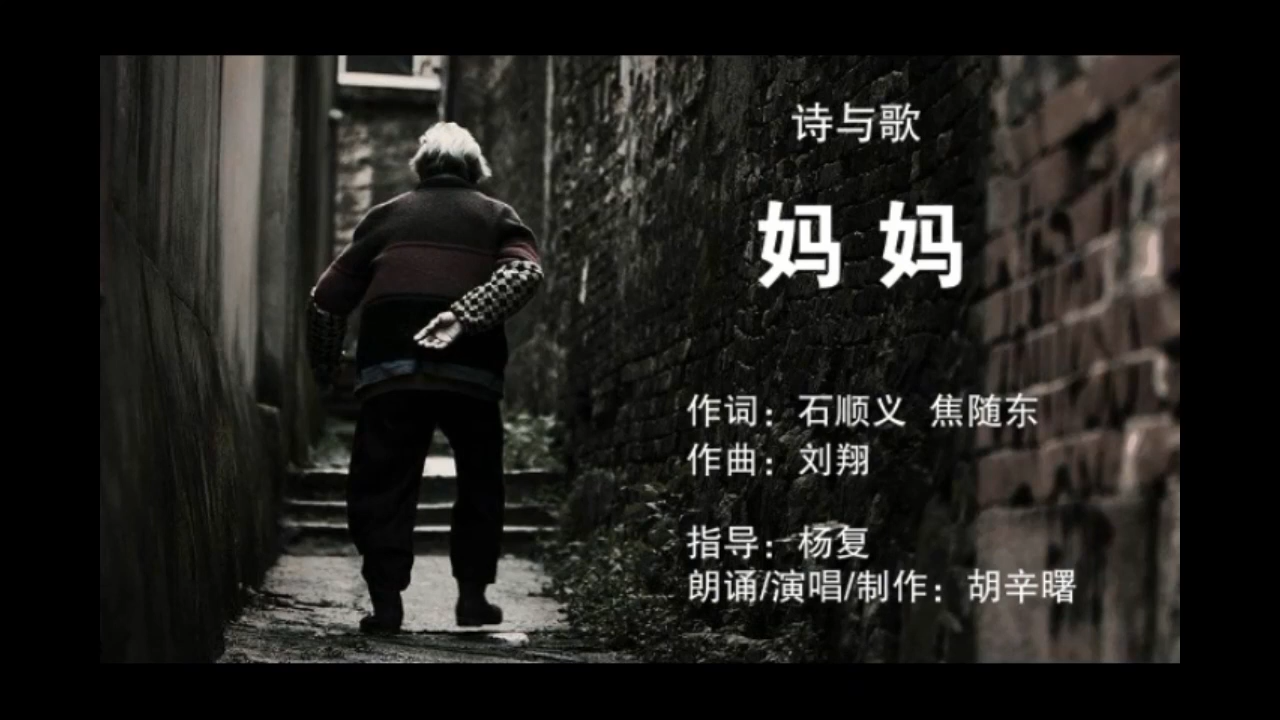 诗与歌
妈 妈
作词：石顺义 焦随东
作曲：刘翔
指导：杨复
朗诵/演唱/制作：胡辛曙